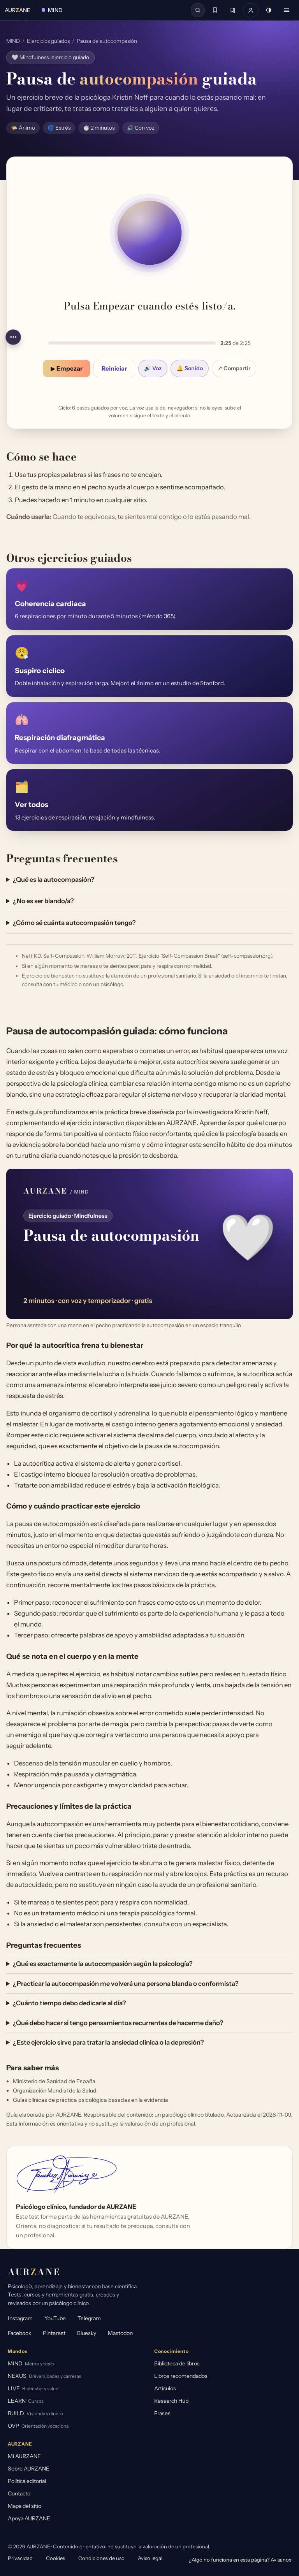 AURZANE MIND
MIND / Ejercicios guiados / Pausa de autocompasión
🤍 Mindfulness · ejercicio guiado
Pausa de autocompasión guiada
Un ejercicio breve de la psicóloga Kristin Neff para cuando lo estás pasando mal: en
lugar de criticarte, te tratas como tratarías a alguien a quien quieres.
Ánimo
Estrés
2 minutos
Con voz
Pulsa Empezar cuando estés listo/a.
2:25 de 2:25
▶ Empezar
Reiniciar
Voz
Sonido
↗ Compartir
Ciclo: 6 pasos guiados por voz. La voz usa la del navegador; si no la oyes, sube el
volumen o sigue el texto y el círculo.
Cómo se hace
1. Usa tus propias palabras si las frases no te encajan.
2. El gesto de la mano en el pecho ayuda al cuerpo a sentirse acompañado.
3. Puedes hacerlo en 1 minuto en cualquier sitio.
Cuándo usarla: Cuando te equivocas, te sientes mal contigo o lo estás pasando mal.
Otros ejercicios guiados
Coherencia cardíaca
6 respiraciones por minuto durante 5 minutos (método 365).
Suspiro cíclico
Doble inhalación y espiración larga. Mejoró el ánimo en un estudio de Stanford.
Respiración diafragmática
Respirar con el abdomen: la base de todas las técnicas.
Ver todos
13 ejercicios de respiración, relajación y mindfulness.
Preguntas frecuentes
▶ ¿Qué es la autocompasión?
▶ ¿No es ser blando/a?
▶ ¿Cómo sé cuánta autocompasión tengo?
Neff KD. Self-Compassion. William Morrow; 2011. Ejercicio "Self-Compassion Break" (self-compassion.org).
Si en algún momento te mareas o te sientes peor, para y respira con normalidad.
Ejercicio de bienestar, no sustituye la atención de un profesional sanitario. Si la ansiedad o el insomnio te limitan,
consulta con tu médico o con un psicólogo.
Pausa de autocompasión guiada: cómo funciona
Cuando las cosas no salen como esperabas o cometes un error, es habitual que aparezca una voz
interior exigente y crítica. Lejos de ayudarte a mejorar, esta autocrítica severa suele generar un
estado de estrés y bloqueo emocional que dificulta aún más la solución del problema. Desde la
perspectiva de la psicología clínica, cambiar esa relación interna contigo mismo no es un capricho
blando, sino una estrategia eficaz para regular el sistema nervioso y recuperar la claridad mental.
En esta guía profundizamos en la práctica breve diseñada por la investigadora Kristin Neff,
complementando el ejercicio interactivo disponible en AURZANE. Aprenderás por qué el cuerpo
responde de forma tan positiva al contacto físico reconfortante, qué dice la psicología basada en
la evidencia sobre la bondad hacia uno mismo y cómo integrar este sencillo hábito de dos minutos
en tu rutina diaria cuando notes que la presión te desborda.
AURZANE / MIND
Ejercicio guiado · Mindfulness
Pausa de autocompasión
2 minutos · con voz y temporizador · gratis
Persona sentada con una mano en el pecho practicando la autocompasión en un espacio tranquilo
Por qué la autocrítica frena tu bienestar
Desde un punto de vista evolutivo, nuestro cerebro está preparado para detectar amenazas y
reaccionar ante ellas mediante la lucha o la huida. Cuando fallamos o sufrimos, la autocrítica actúa
como una amenaza interna: el cerebro interpreta ese juicio severo como un peligro real y activa la
respuesta de estrés.
Esto inunda el organismo de cortisol y adrenalina, lo que nubla el pensamiento lógico y mantiene
el malestar. En lugar de motivarte, el castigo interno genera agotamiento emocional y ansiedad.
Romper este ciclo requiere activar el sistema de calma del cerebro, vinculado al afecto y la
seguridad, que es exactamente el objetivo de la pausa de autocompasión.
• La autocrítica activa el sistema de alerta y genera cortisol.
• El castigo interno bloquea la resolución creativa de problemas.
• Tratarte con amabilidad reduce el estrés y baja la activación fisiológica.
Cómo y cuándo practicar este ejercicio
La pausa de autocompasión está diseñada para realizarse en cualquier lugar y en apenas dos
minutos, justo en el momento en que detectas que estás sufriendo o juzgándote con dureza. No
necesitas un entorno especial ni meditar durante horas.
Busca una postura cómoda, detente unos segundos y lleva una mano hacia el centro de tu pecho.
Este gesto físico envía una señal directa al sistema nervioso de que estás acompañado y a salvo. A
continuación, recorre mentalmente los tres pasos básicos de la práctica.
• Primer paso: reconocer el sufrimiento con frases como esto es un momento de dolor.
• Segundo paso: recordar que el sufrimiento es parte de la experiencia humana y le pasa a todo
el mundo.
• Tercer paso: ofrecerte palabras de apoyo y amabilidad adaptadas a tu situación.
Qué se nota en el cuerpo y en la mente
A medida que repites el ejercicio, es habitual notar cambios sutiles pero reales en tu estado físico.
Muchas personas experimentan una respiración más profunda y lenta, una bajada de la tensión en
los hombros o una sensación de alivio en el pecho.
A nivel mental, la rumiación obsesiva sobre el error cometido suele perder intensidad. No
desaparece el problema por arte de magia, pero cambia la perspectiva: pasas de verte como
un enemigo al que hay que corregir a verte como una persona que necesita apoyo para
seguir adelante.
• Descenso de la tensión muscular en cuello y hombros.
• Respiración más pausada y diafragmática.
• Menor urgencia por castigarte y mayor claridad para actuar.
Precauciones y límites de la práctica
Aunque la autocompasión es una herramienta muy potente para el bienestar cotidiano, conviene
tener en cuenta ciertas precauciones. Al principio, parar y prestar atención al dolor interno puede
hacer que te sientas un poco más vulnerable o triste de entrada.
Si en algún momento notas que el ejercicio te abruma o te genera malestar físico, debes
detenerte de inmediato. Vuelve a centrarte en tu respiración normal y abre los ojos. Esta práctica es un recurso
de autocuidado, pero no sustituye en ningún caso la ayuda de un profesional sanitario.
• Si te mareas o te sientes peor, para y respira con normalidad.
• No es un tratamiento médico ni una terapia psicológica formal.
• Si la ansiedad o el malestar son persistentes, consulta con un especialista.
Preguntas frecuentes
▶ ¿Qué es exactamente la autocompasión según la psicología?
▶ ¿Practicar la autocompasión me volverá una persona blanda o conformista?
▶ ¿Cuánto tiempo debo dedicarle al día?
▶ ¿Qué debo hacer si tengo pensamientos recurrentes de hacerme daño?
▶ ¿Este ejercicio sirve para tratar la ansiedad clínica o la depresión?
Para saber más
• Ministerio de Sanidad de España
• Organización Mundial de la Salud
• Guías clínicas de práctica psicológica basadas en la evidencia
Guía elaborada por AURZANE. Responsable del contenido: un psicólogo clínico titulado. Actualizada el 2026-11-09.
Esta información es orientativa y no sustituye la valoración de un profesional.
Psicólogo clínico, fundador de AURZANE
Este test forma parte de las herramientas gratuitas de AURZANE.
Orienta, no diagnostica: si tu resultado te preocupa, consulta con
un profesional.
AURZANE
Psicología, aprendizaje y bienestar con base científica.
Tests, cursos y herramientas gratis, creados y
revisados por un psicólogo clínico.
Instagram YouTube Telegram
Facebook Pinterest Bluesky Mastodon
Mundos
MIND Mente y tests
NEXUS Universidades y carreras
LIVE Bienestar y salud
LEARN Cursos
BUILD Vivienda y dinero
OVP Orientación vocacional
Conocimiento
Biblioteca de libros
Libros recomendados
Artículos
Research Hub
Frases
AURZANE
Mi AURZANE
Sobre AURZANE
Política editorial
Contacto
Mapa del sitio
Apoya AURZANE
© 2026 AURZANE · Contenido orientativo: no sustituye la valoración de un profesional.
Privacidad Cookies Condiciones de uso Aviso legal
¿Algo no funciona en esta página? Avísanos